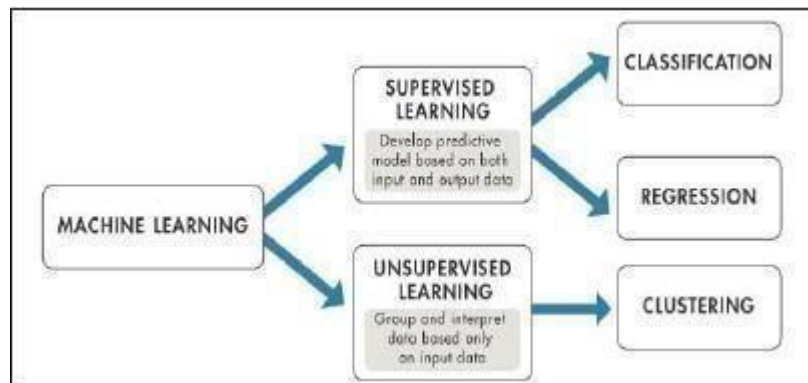 MACHINE LEARNING
SUPERVISED
LEARNING
Develop predictive
model based on both
input and output data
UNSUPERVISED
LEARNING
Group and interpret
data based only
on input data
CLASSIFICATION
REGRESSION
CLUSTERING